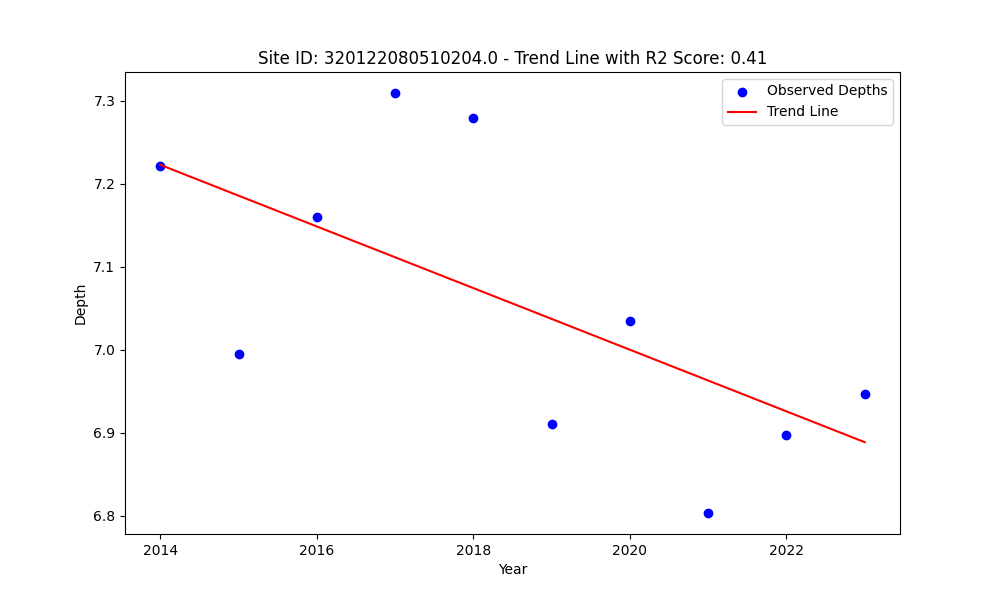 Site ID: 320122080510204.0 - Trend Line with R2 Score: 0.41
Observed Depths
Trend Line
7.3
7.2
7.1
7.0
6.9
6.8
Depth
2014
2016
2018
2020
2022
Year